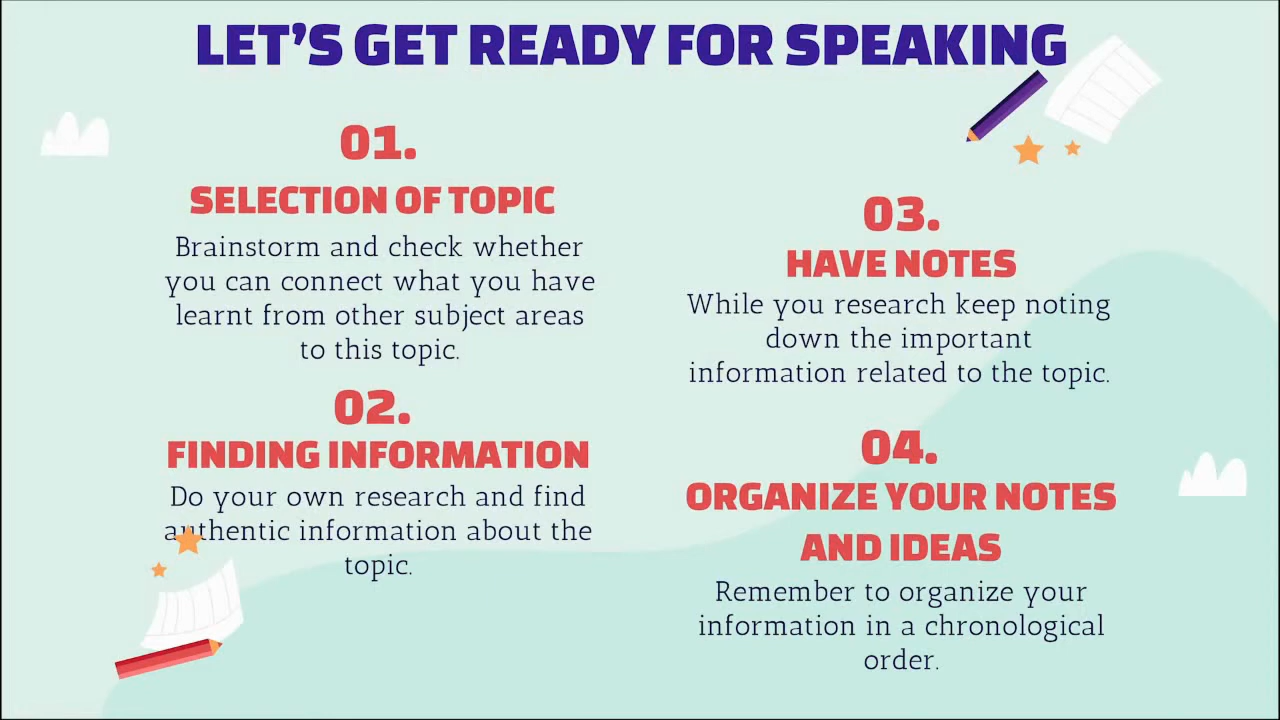 LET'S GET READY FOR SPEAKING
01.
SELECTION OF TOPIC
Brainstorm and check whether
you can connect what you have
learnt from other subject areas
to this topic.
02.
FINDING INFORMATION
Do your own research and find
authentic information about the
topic.
03.
HAVE NOTES
While you research keep noting
down the important
information related to the topic.
04.
ORGANIZE YOUR NOTES
AND IDEAS
Remember to organize your
information in a chronological
order.